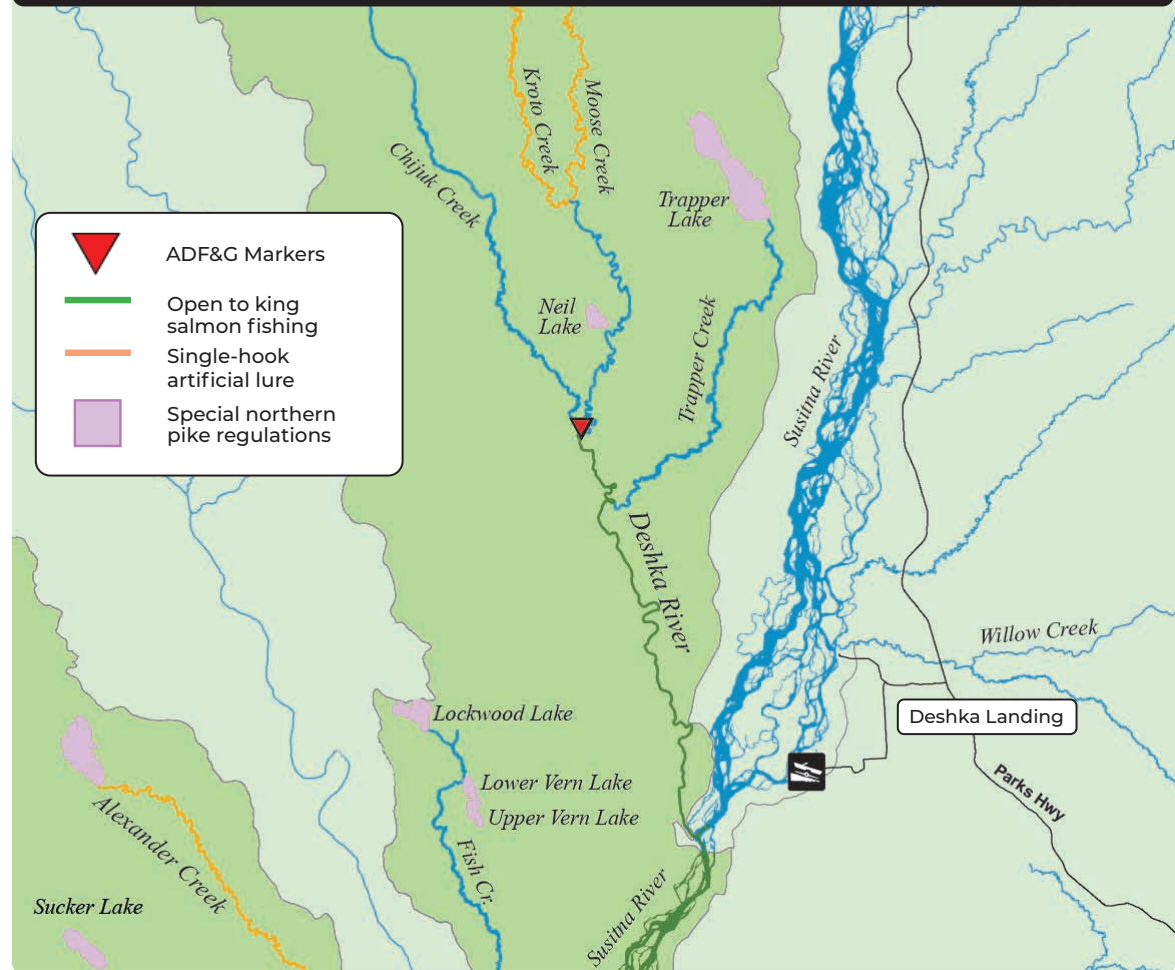 Kroto Creek
Moose Creek
Chijuk Creek
Trapper
Lake
ADF&G Markers
Open to king
salmon fishing
Single-hook
artificial lure
Special northern
pike regulations
Neil
Lake
Trapper Creek
Susitna River
Deshka River
Willow Creek
Deshka Landing
Lockwood Lake
Lower Vern Lake
Upper Vern Lake
Parks Hwy
Alexander Creek
Fish Cr.
Sucker Lake
Susitna River